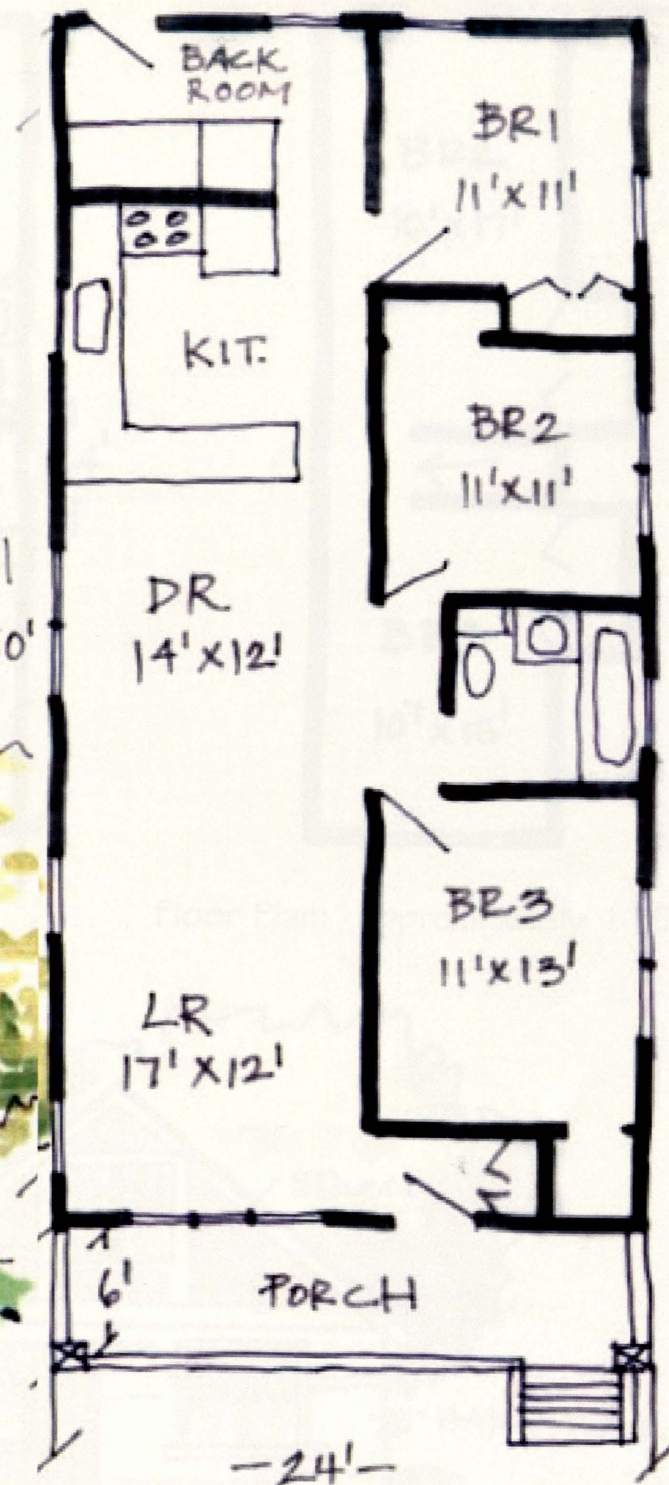 BACK
ROOM
BR1
11'X11'
KIT.
BR2
11'X11'
DR
14'X12'
0'
BR3
11'X13'
LR
17'X12'
6'
PORCH
-24'-